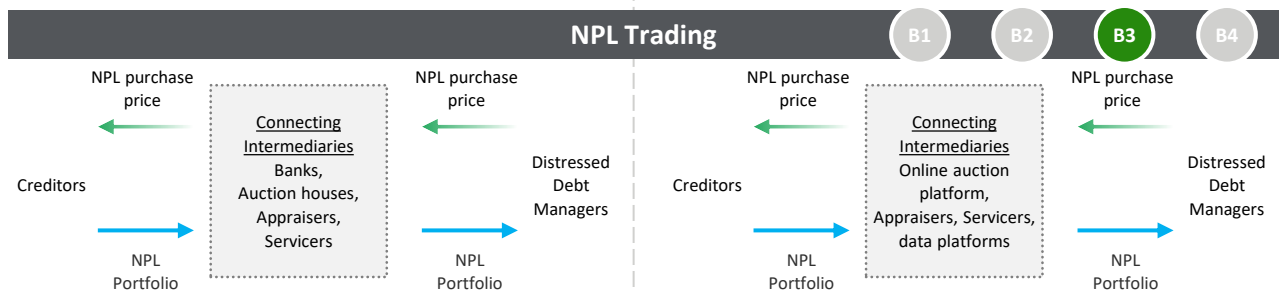 NPL Trading
B1
B2
B3
B4
NPL purchase
price
Creditors
NPL
Portfolio
Connecting
Intermediaries
Banks,
Auction houses,
Appraisers,
Servicers
NPL purchase
price
NPL
Portfolio
Distressed
Debt
Managers
NPL purchase
price
Creditors
NPL
Portfolio
Connecting
Intermediaries
Online auction
platform,
Appraisers, Servicers,
data platforms
NPL purchase
price
NPL
Portfolio
Distressed
Debt
Managers